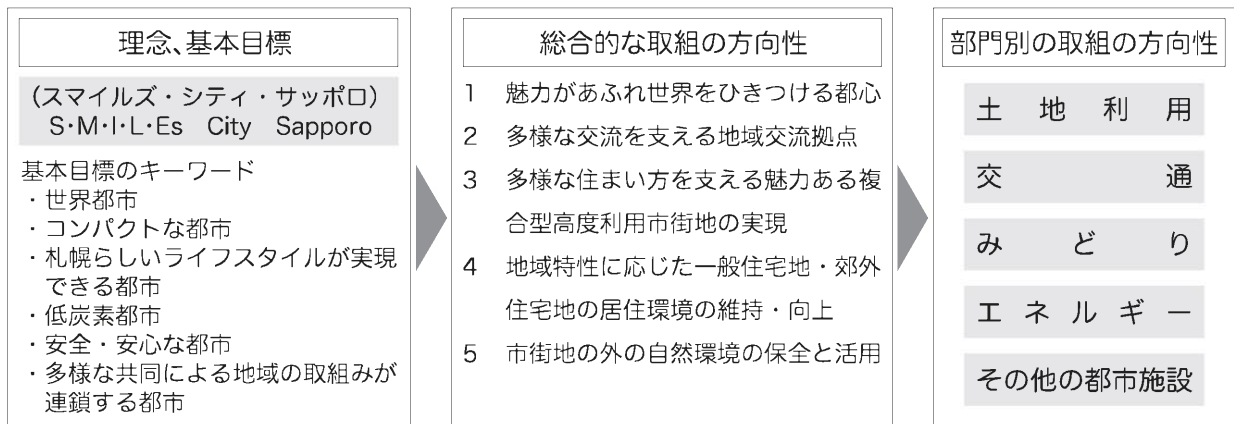 理念、基本目標
(スマイルズ・シティ・サッポロ)
S・M・I・L・Es City Sapporo
基本目標のキーワード
・世界都市
・コンパクトな都市
・札幌らしいライフスタイルが実現
できる都市
・低炭素都市
・安全・安心な都市
・多様な共同による地域の取組みが
連鎖する都市
総合的な取組の方向性
1 魅力があふれ世界をひきつける都心
2 多様な交流を支える地域交流拠点
3 多様な住まい方を支える魅力ある複
合型高度利用市街地の実現
4 地域特性に応じた一般住宅地・郊外
住宅地の居住環境の維持・向上
5 市街地の外の自然環境の保全と活用
部門別の取組の方向性
土地利用
交通
みどり
エネルギー
その他の都市施設